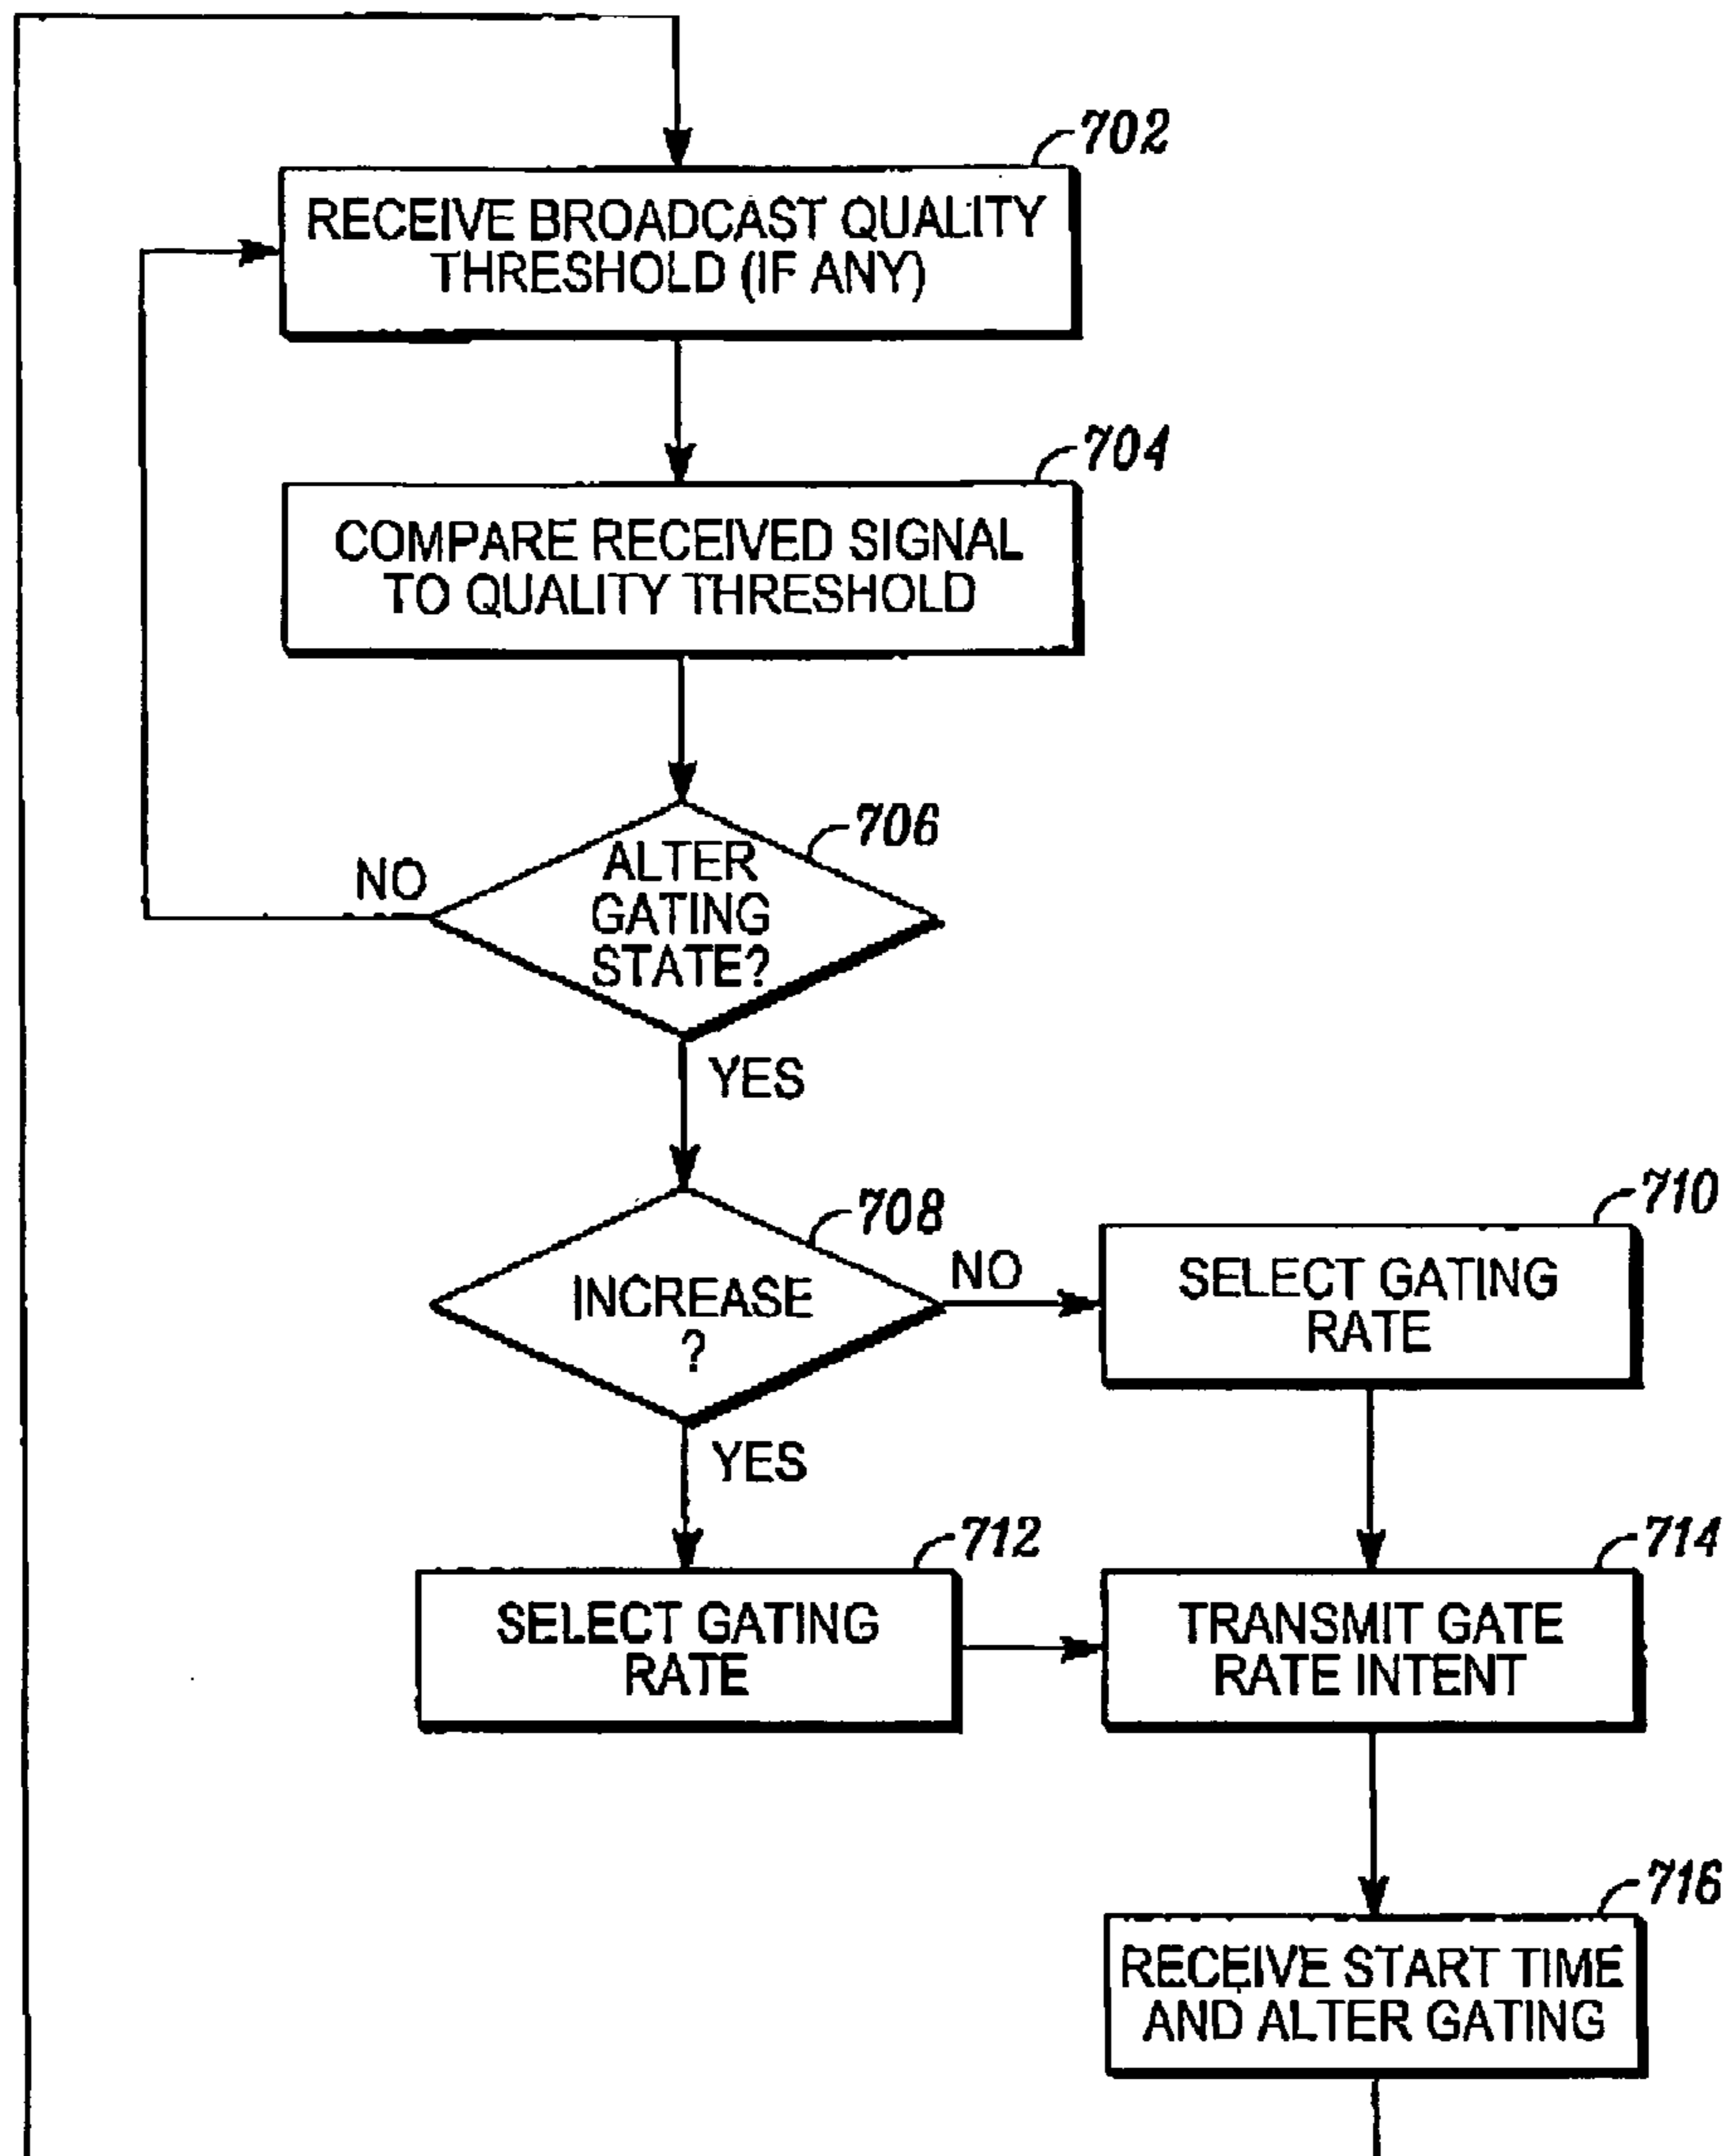 702
RECEIVE BROADCAST QUALITY
THRESHOLD (IF ANY)
704
COMPARE RECEIVED SIGNAL
TO QUALITY THRESHOLD
706
ALTER
GATING
STATE?
NO
YES
708
INCREASE
?
NO
YES
710
SELECT GATING
RATE
712
SELECT GATING
RATE
714
TRANSMIT GATE
RATE INTENT
716
RECEIVE START TIME
AND ALTER GATING